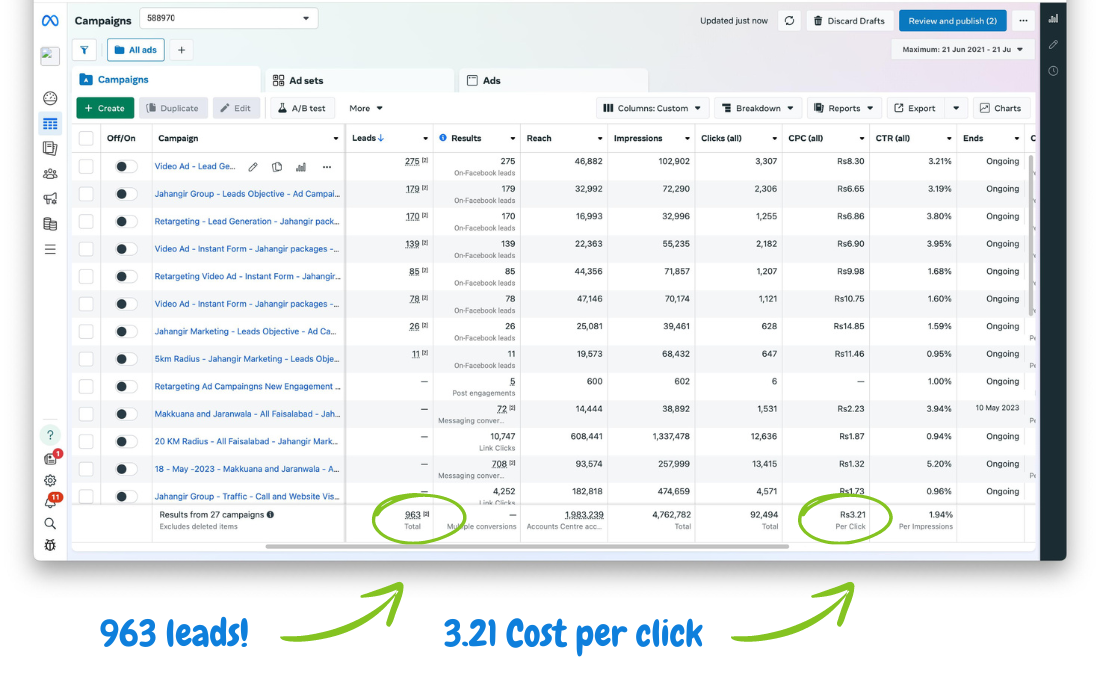 Campaigns 588970 Updated just now Discard Drafts Review and publish (2) ...
All ads + Maximum: 21 Jun 2021 - 21 Ju
Campaigns Ad sets Ads
+ Create Duplicate Edit A/B test More Columns: Custom Breakdown Reports Export Charts
Off/On Campaign Leads ↓ Results Reach Impressions Clicks (all) CPC (all) CTR (all) Ends C
Video Ad - Lead Ge... ... 275 [2] 275 46,882 102,902 3,307 Rs8.30 3.21% Ongoing
On-Facebook leads
Jahangir Group - Leads Objective - Ad Campai... 179 [2] 179 32,992 72,290 2,306 Rs6.65 3.19% Ongoing
On-Facebook leads
Retargeting - Lead Generation - Jahangir pack... 170 [2] 170 16,993 32,996 1,255 Rs6.86 3.80% Ongoing
On-Facebook leads
Video Ad - Instant Form - Jahangir packages -... 139 [2] 139 22,363 55,235 2,182 Rs6.90 3.95% Ongoing
On-Facebook leads
Retargeting Video Ad - Instant Form - Jahangir... 85 [2] 85 44,356 71,857 1,207 Rs9.98 1.68% Ongoing
On-Facebook leads
Video Ad - Instant Form - Jahangir packages -... 78 [2] 78 47,146 70,174 1,121 Rs10.75 1.60% Ongoing
On-Facebook leads
Jahangir Marketing - Leads Objective - Ad Ca... 26 [2] 26 25,081 39,461 628 Rs14.85 1.59% Ongoing
On-Facebook leads
5km Radius - Jahangir Marketing - Leads Obje... 11 [2] 11 19,573 68,432 647 Rs11.46 0.95% Ongoing
On-Facebook leads
Retargeting Ad Campaingns New Engagement ... — 5 600 602 6 — 1.00% Ongoing
Post engagements
Makkuana and Jaranwala - All Faisalabad - Jah... — 72 [2] 14,444 38,892 1,531 Rs2.23 3.94% 10 May 2023
Messaging conver...
20 KM Radius - All Faisalabad - Jahangir Mark... — 10,747 608,441 1,337,478 12,636 Rs1.87 0.94% Ongoing
Link Clicks
18 - May -2023 - Makkuana and Jaranwala - A... — 708 [2] 93,574 257,999 13,415 Rs1.32 5.20% Ongoing
Messaging conver...
Jahangir Group - Traffic - Call and Website Vis... — 4,252 182,818 474,659 4,571 Rs1.73 0.96% Ongoing
Link Clicks
Results from 27 campaigns 963 [2] — 1,983,239 4,762,782 92,494 Rs3.21 1.94%
Excludes deleted items Total Multiple conversions Accounts Centre acc... Total Total Per Click Per Impressions
?
1
11
963 leads! 3.21 Cost per click